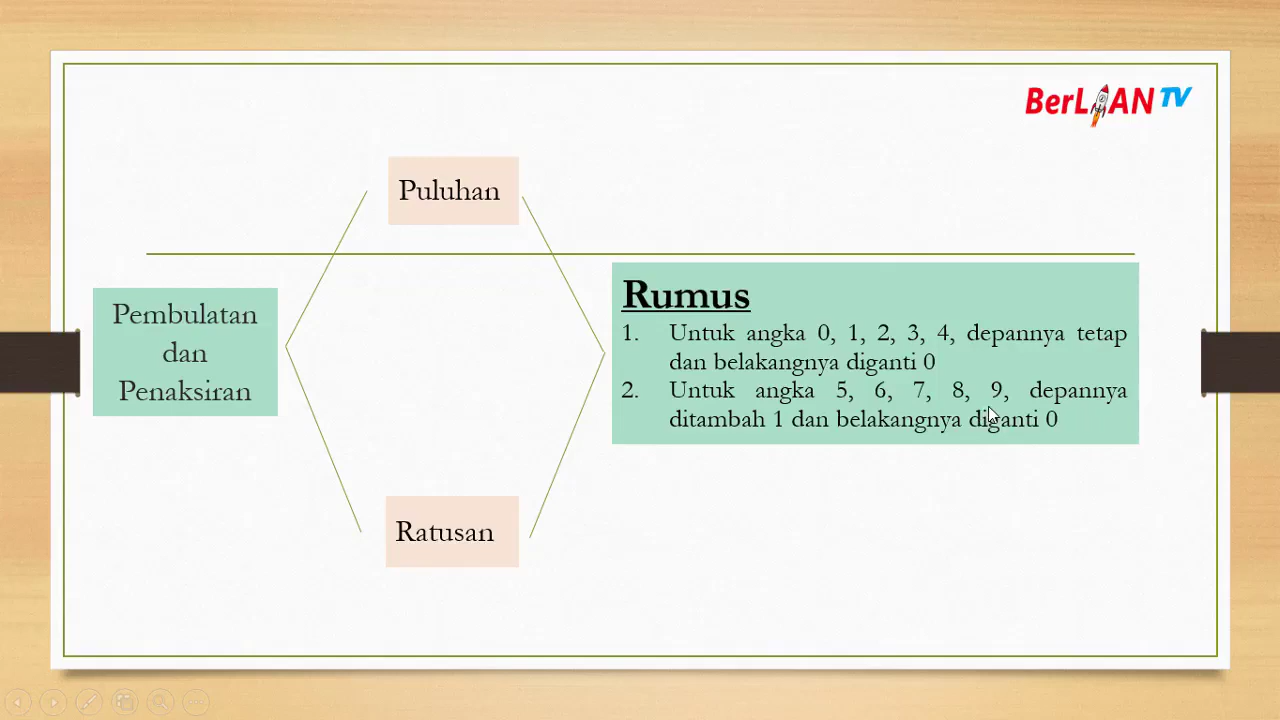 BerLIAN TV
Puluhan
Pembulatan
dan
Penaksiran
Rumus
1. Untuk angka 0, 1, 2, 3, 4, depannya tetap
dan belakangnya diganti 0
2. Untuk angka 5, 6, 7, 8, 9, depannya
ditambah 1 dan belakangnya diganti 0
Ratusan